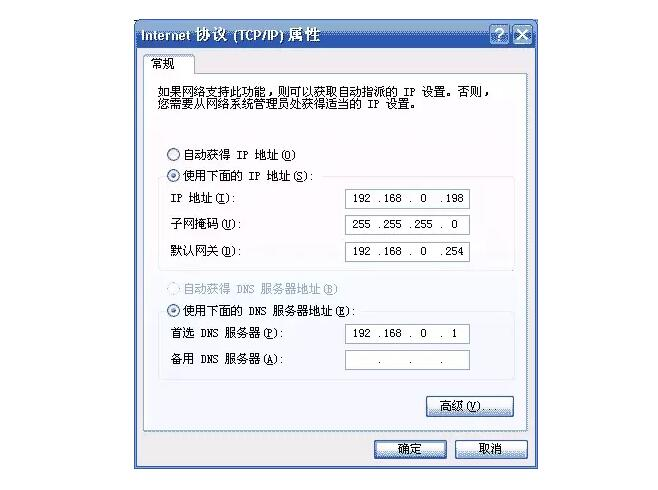 Internet 协议 (TCP/IP) 属性
常规
如果网络支持此功能，则可以获取自动指派的 IP 设置。否则，
您需要从网络系统管理员处获得适当的 IP 设置。
自动获得 IP 地址(O)
使用下面的 IP 地址(S):
IP 地址(I): 192 .168 . 0 .198
子网掩码(U): 255 .255 .255 . 0
默认网关(D): 192 .168 . 0 .254
自动获得 DNS 服务器地址(B)
使用下面的 DNS 服务器地址(E):
首选 DNS 服务器(P): 192 .168 . 0 . 1
备用 DNS 服务器(A): . . .
高级(V)...
确定 取消